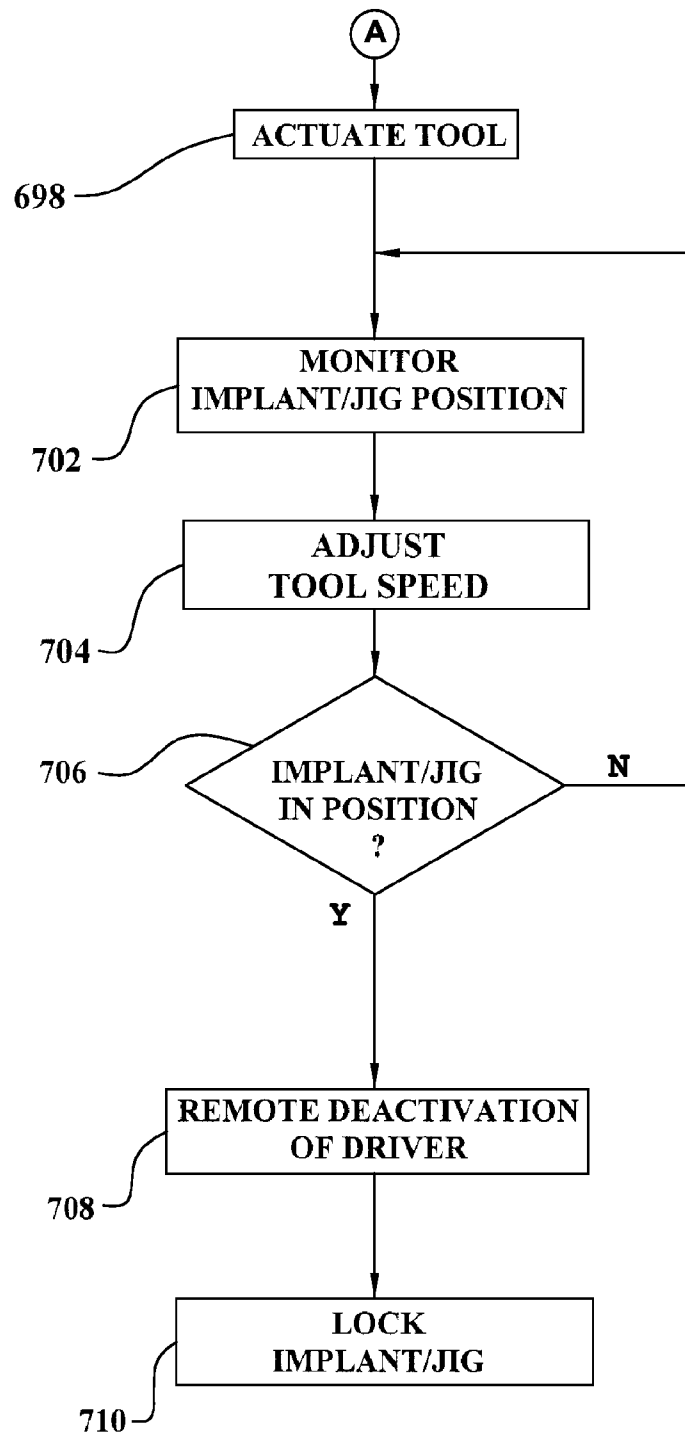 A
ACTUATE TOOL
698
MONITOR
IMPLANT/JIG POSITION
702
ADJUST
TOOL SPEED
704
706
IMPLANT/JIG
IN POSITION
?
N
Y
REMOTE DEACTIVATION
OF DRIVER
708
LOCK
IMPLANT/JIG
710